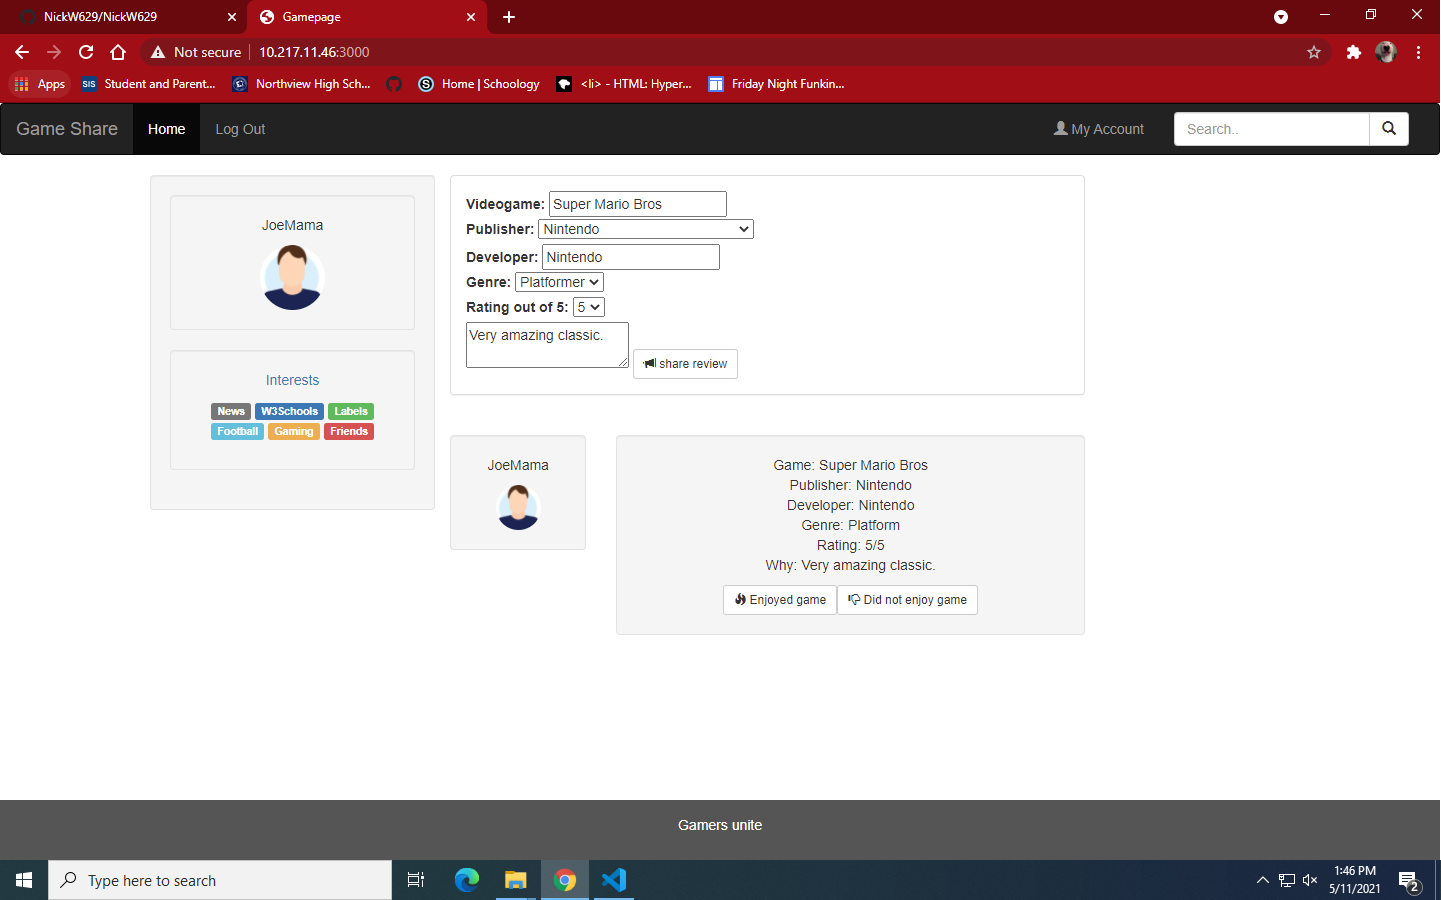 NickW629/NickW629
Gamepage
Not secure
10.217.11.46:3000
Apps
SIS
Student and Parent...
Northview High Sch...
S
Home | Schoology
<li> - HTML: Hyper...
Friday Night Funkin...
Game Share
Home
Log Out
My Account
Search..
JoeMama
Interests
News W3Schools Labels
Football Gaming Friends
Videogame: Super Mario Bros
Publisher: Nintendo
Developer: Nintendo
Genre: Platformer
Rating out of 5: 5
Very amazing classic.
share review
JoeMama
Game: Super Mario Bros
Publisher: Nintendo
Developer: Nintendo
Genre: Platform
Rating: 5/5
Why: Very amazing classic.
Enjoyed game
Did not enjoy game
Gamers unite
Type here to search
1:46 PM
5/11/2021
2